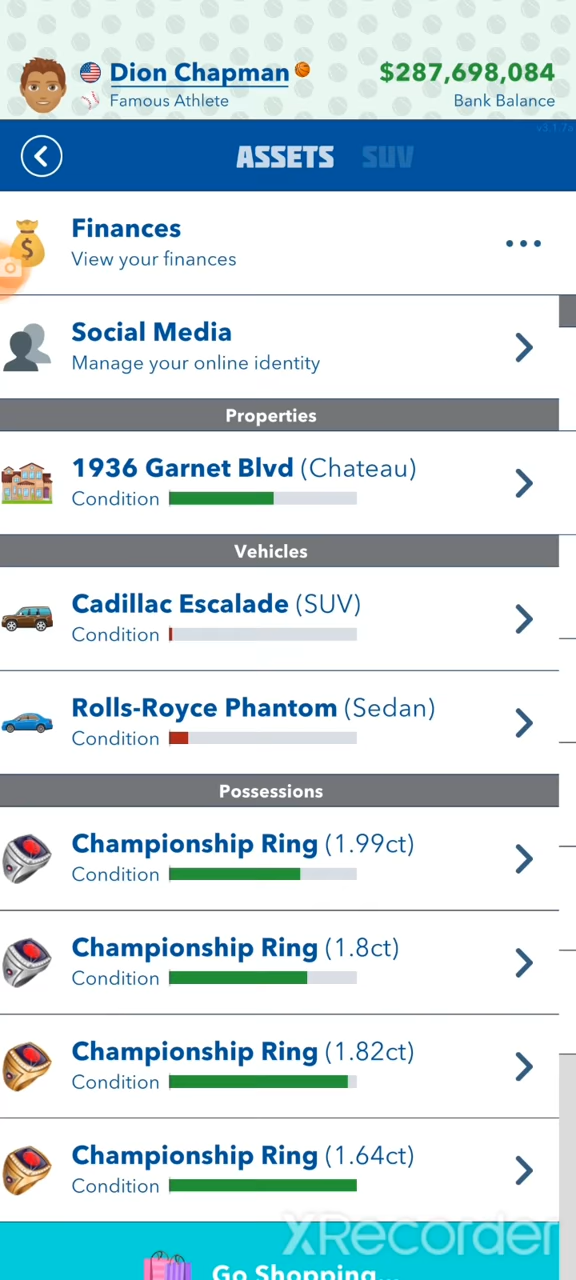 Dion Chapman
$287,698,084
Famous Athlete
Bank Balance
v3.1.7a
ASSETS SUV
Finances
View your finances
Social Media
Manage your online identity
Properties
1936 Garnet Blvd (Chateau)
Condition
Vehicles
Cadillac Escalade (SUV)
Condition
Rolls-Royce Phantom (Sedan)
Condition
Possessions
Championship Ring (1.99ct)
Condition
Championship Ring (1.8ct)
Condition
Championship Ring (1.82ct)
Condition
Championship Ring (1.64ct)
Condition
XRecorder
Go Shopping...